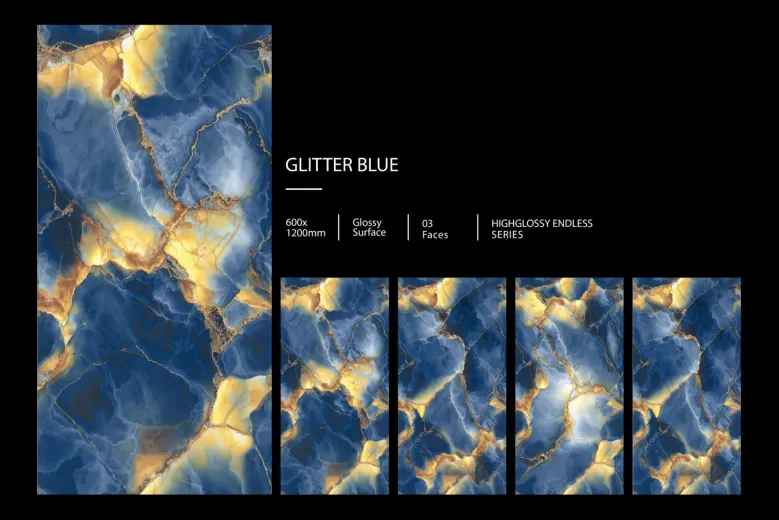 GLITTER BLUE
600x
1200mm
Glossy
Surface
03
Faces
HIGHGLOSSY ENDLESS
SERIES